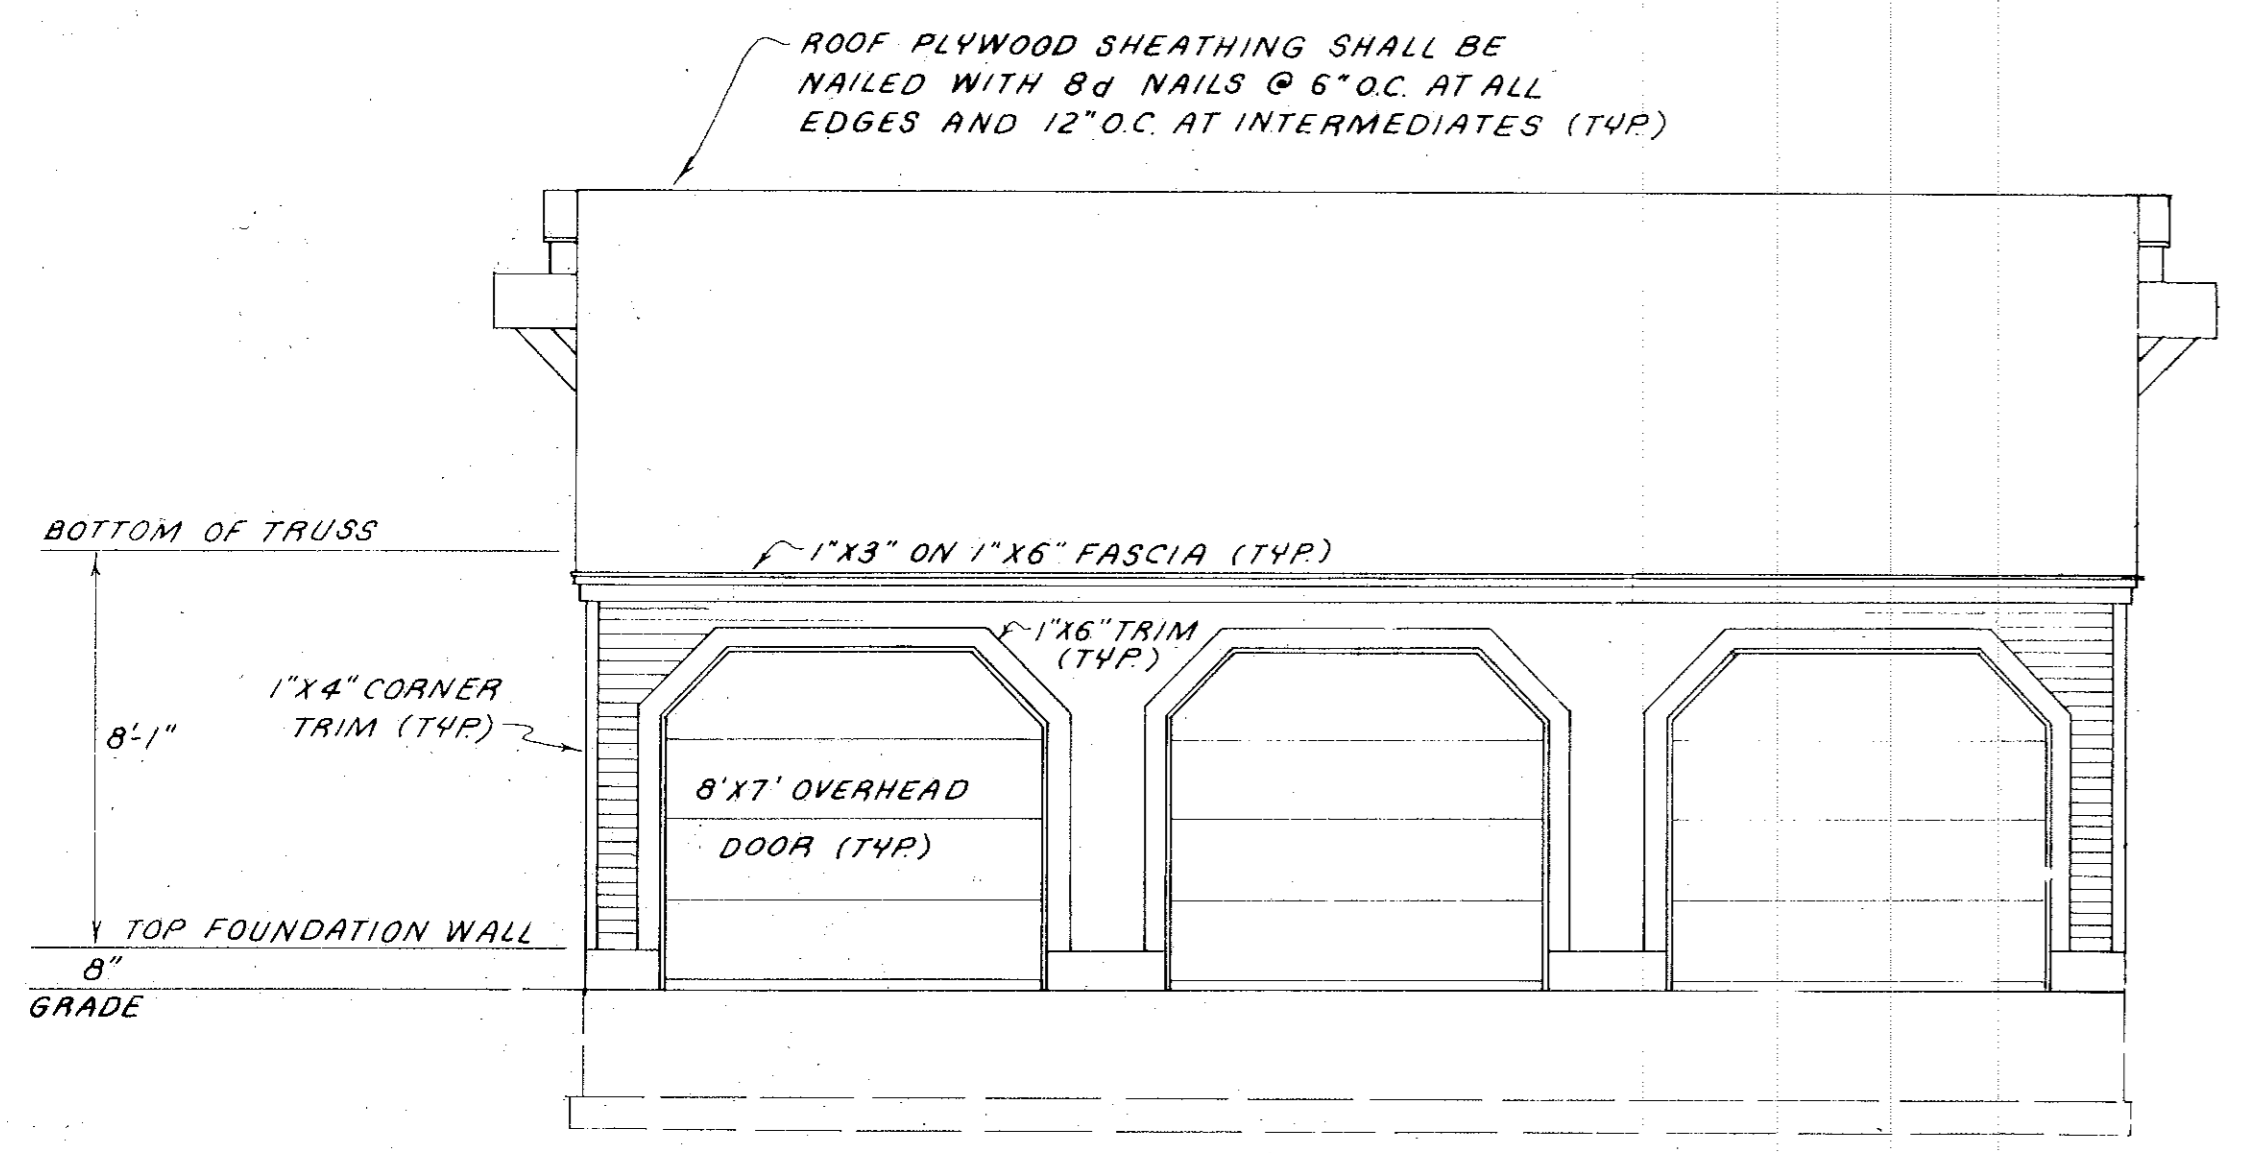 ROOF PLYWOOD SHEATHING SHALL BE
NAILED WITH 8d NAILS @ 6" O.C. AT ALL
EDGES AND 12" O.C. AT INTERMEDIATES (TYP.)
BOTTOM OF TRUSS
1"X3" ON 1"X6" FASCIA (TYP.)
1"X6" TRIM
(TYP.)
1"X4" CORNER
TRIM (TYP.)
8'-1"
8'X7' OVERHEAD
DOOR (TYP.)
TOP FOUNDATION WALL
8"
GRADE